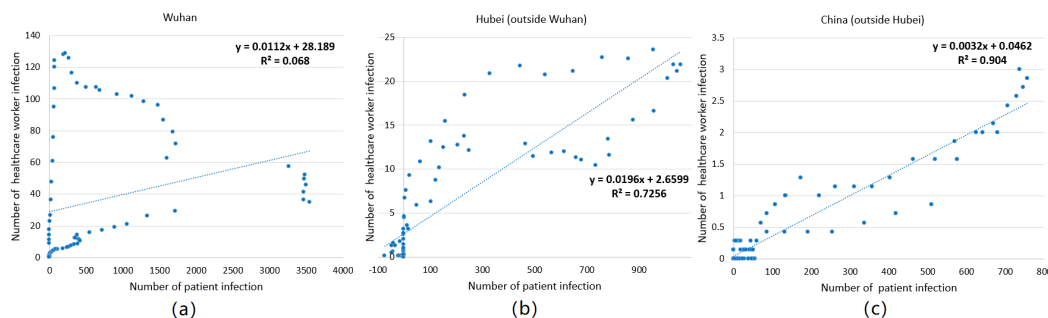 Wuhan
y = 0.0112x + 28.189
R² = 0.068
Number of healthcare worker infection
140
120
100
80
60
40
20
0
0 500 1000 1500 2000 2500 3000 3500 4000
Number of patient infection
(a)
Hubei (outside Wuhan)
y = 0.0196x + 2.6599
R² = 0.7256
Number of healthcare worker infection
25
20
15
10
5
0
-100 0 100 200 300 400 500 600 700 900
Number of patient infection
(b)
China (outside Hubei)
y = 0.0032x + 0.0462
R² = 0.904
Number of healthcare worker infection
3.5
3
2.5
2
1.5
1
0.5
0
0 100 200 300 400 500 600 700 800
Number of patient infection
(c)